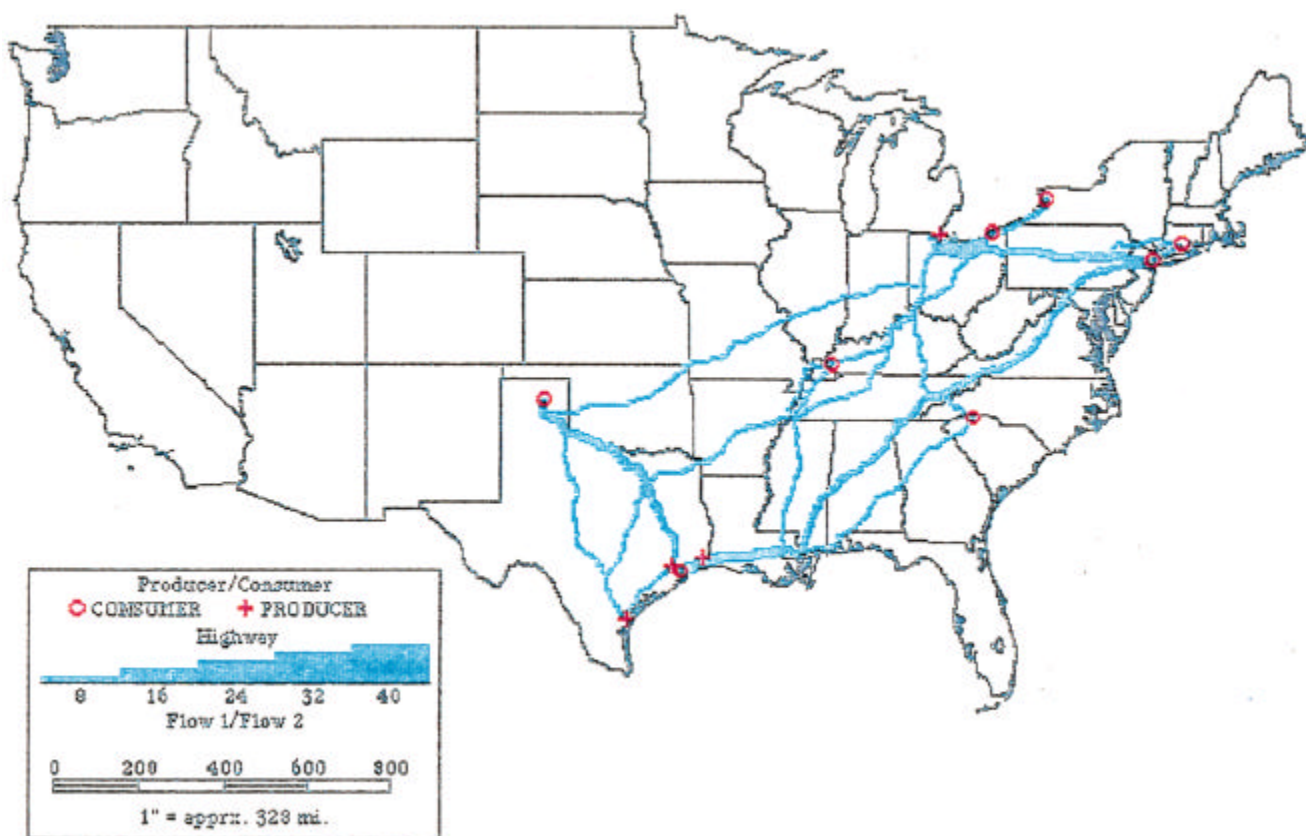 Producer/Consumer
CONSUMER PRODUCER
Highway
8 16 24 32 40
Flow 1/Flow 2
0 200 400 600 800
1" = apprx. 328 mi.